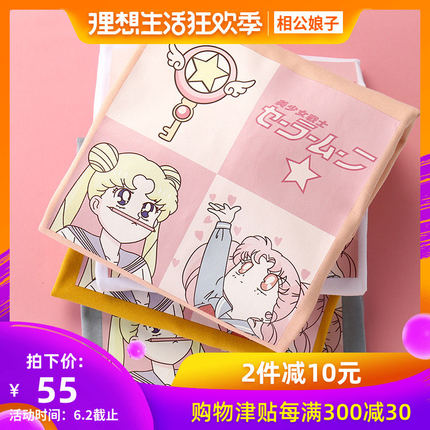 理想生活狂欢季
相公娘子
美少女戦士
セーラームーン
拍下价：
¥ 55
活动时间：6.2截止
2件减10元
购物津贴每满300减30